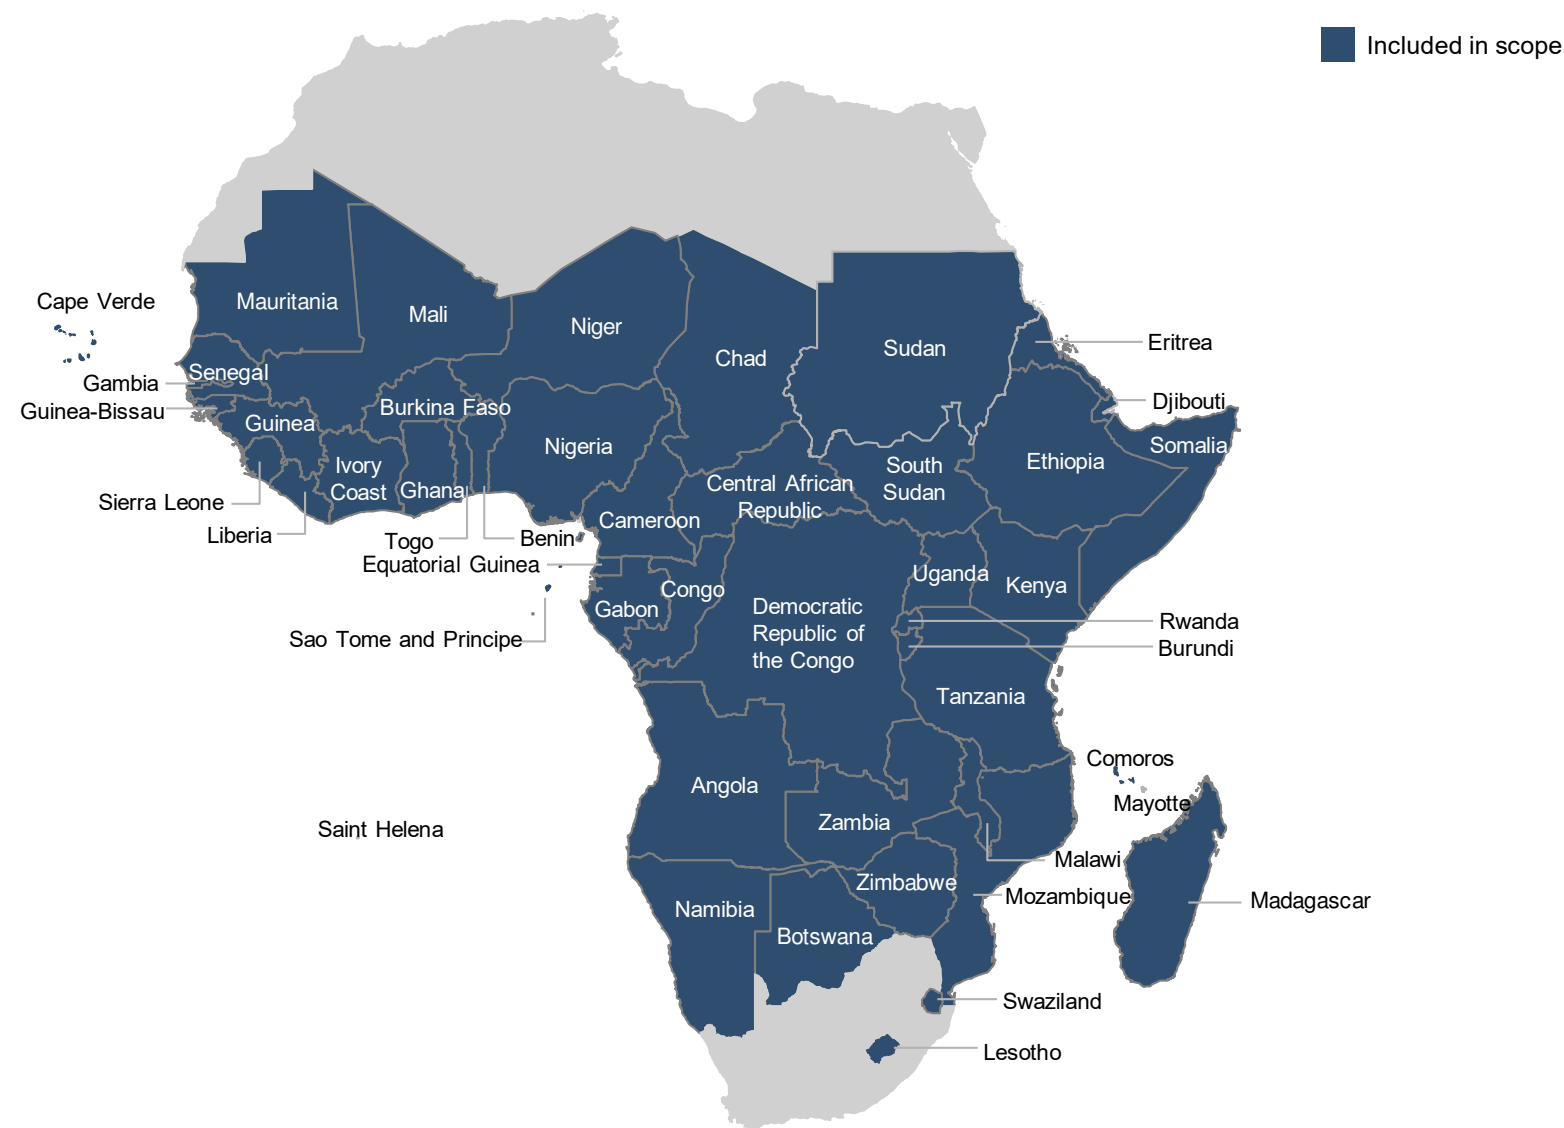 Included in scope
Cape Verde
Mauritania
Mali
Niger
Chad
Sudan
Eritrea
Senegal
Gambia
Guinea-Bissau
Guinea
Burkina Faso
Djibouti
Nigeria
Ethiopia
Somalia
Ivory
Coast
Ghana
South
Sudan
Central African
Republic
Sierra Leone
Liberia
Togo
Benin
Cameroon
Equatorial Guinea
Uganda
Kenya
Congo
Gabon
Democratic
Republic of
the Congo
Sao Tome and Principe
Rwanda
Burundi
Tanzania
Comoros
Mayotte
Angola
Zambia
Saint Helena
Malawi
Zimbabwe
Mozambique
Madagascar
Namibia
Botswana
Swaziland
Lesotho